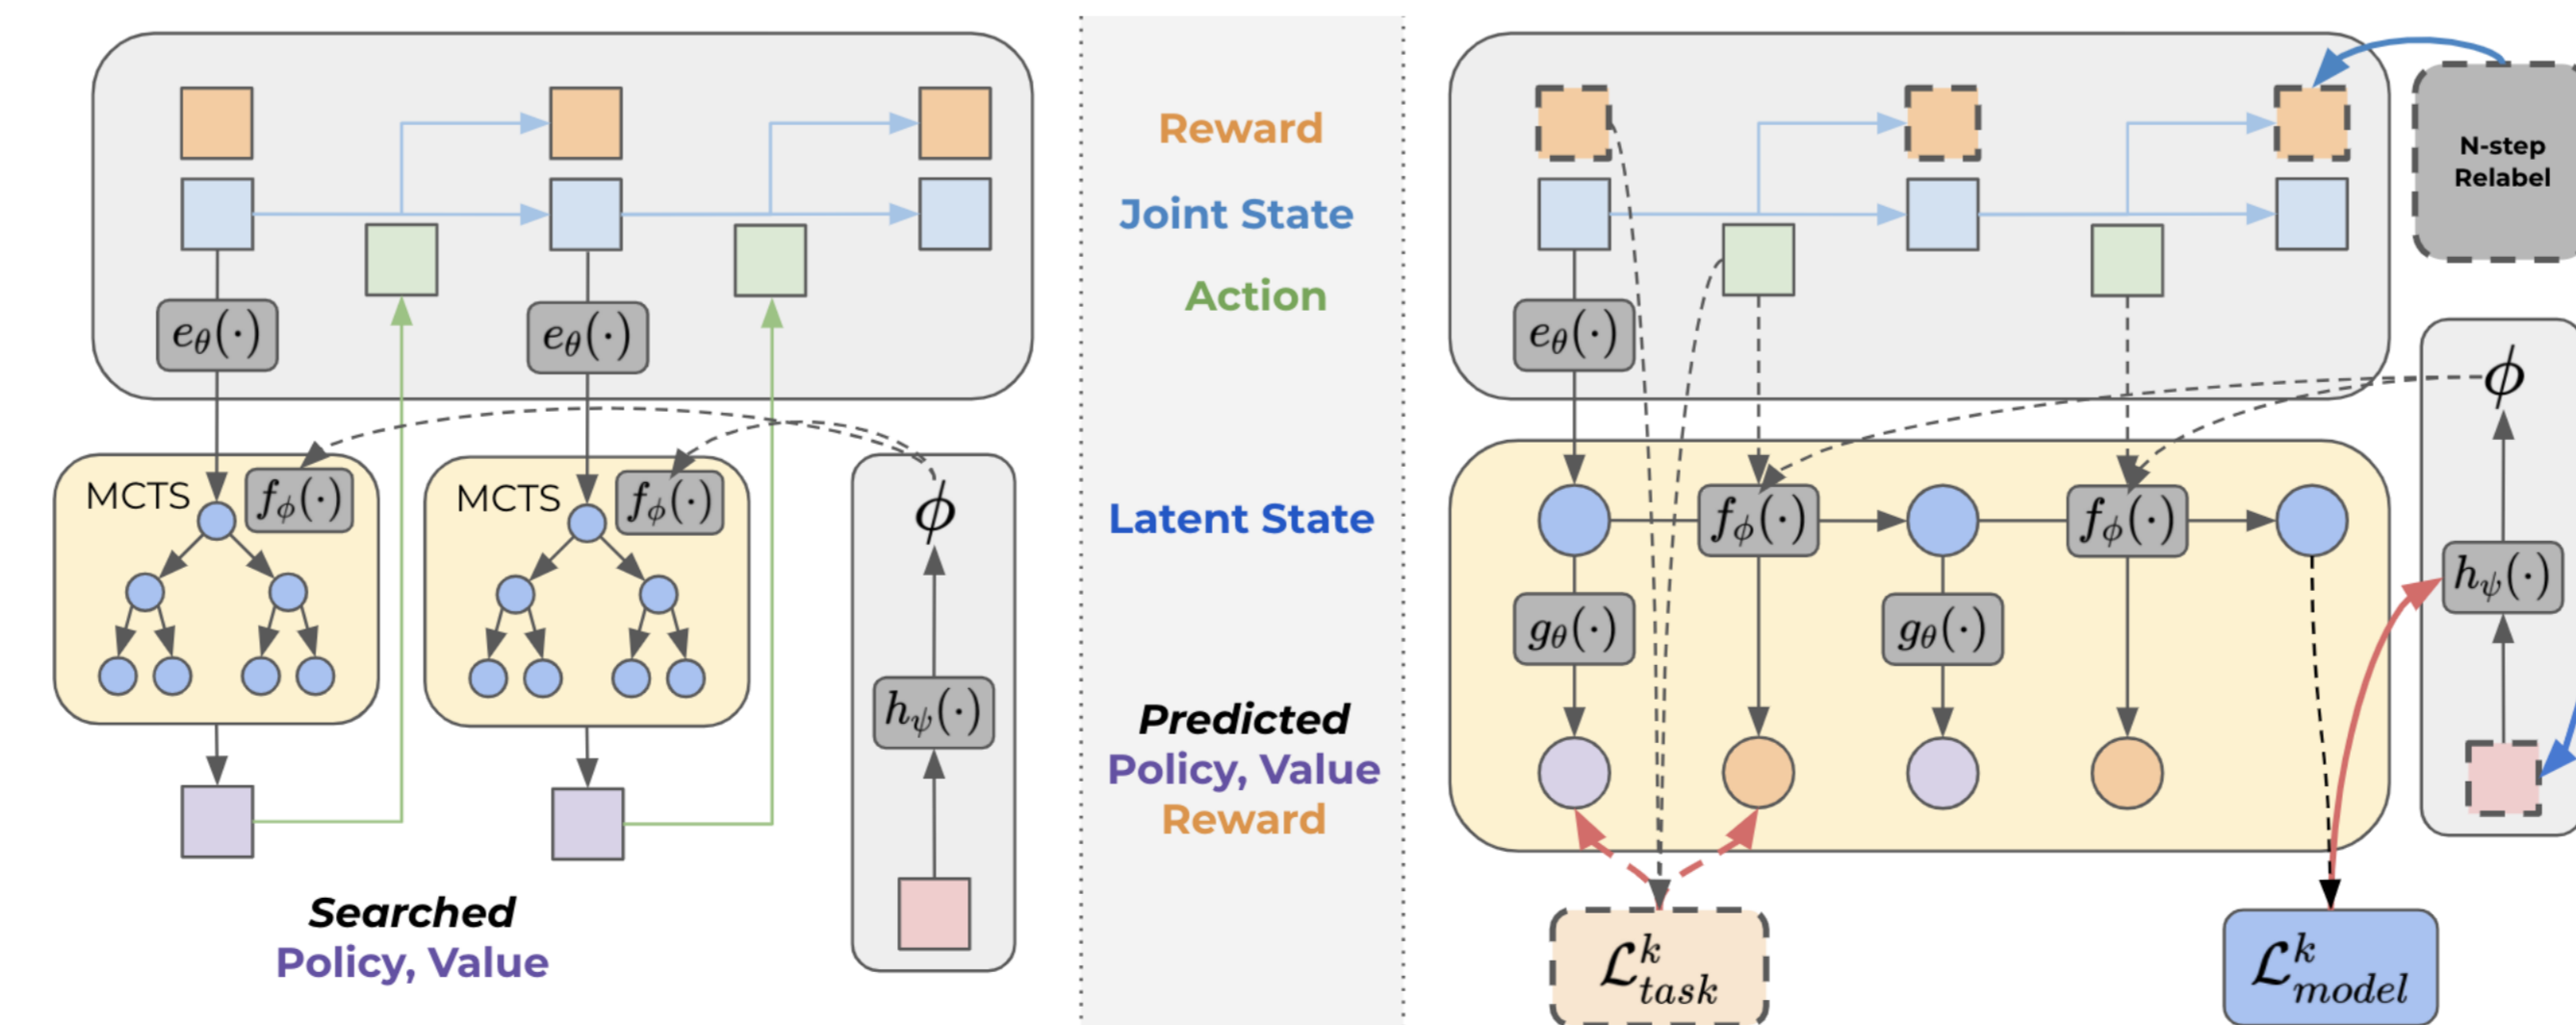 e_θ(·)
e_θ(·)
MCTS
f_ϕ(·)
MCTS
f_ϕ(·)
ϕ
h_ψ(·)
Searched
Policy, Value
Reward
Joint State
Action
Latent State
Predicted
Policy, Value
Reward
N-step
Relabel
e_θ(·)
ϕ
f_ϕ(·)
f_ϕ(·)
h_ψ(·)
g_θ(·)
g_θ(·)
ℒ^k_task
ℒ^k_model